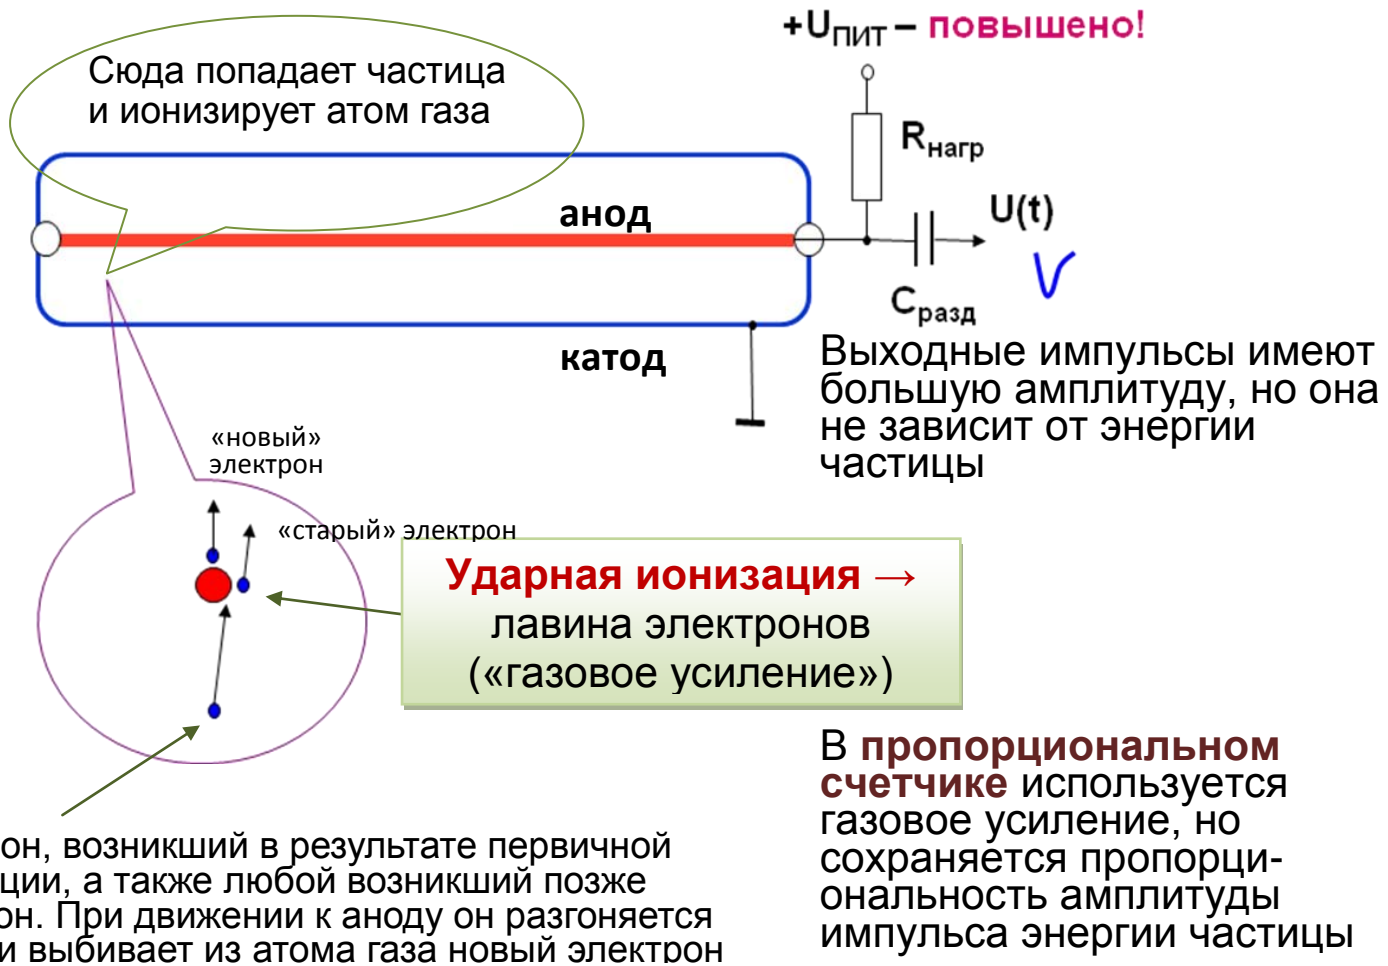 +U_ПИТ – повышено!
Сюда попадает частица
и ионизирует атом газа
R_нагр
анод
U(t)
C_разд
катод
Выходные импульсы имеют
большую амплитуду, но она
не зависит от энергии
частицы
«новый»
электрон
«старый» электрон
Ударная ионизация →
лавина электронов
(«газовое усиление»)
В пропорциональном
счетчике используется
газовое усиление, но
сохраняется пропорци-
ональность амплитуды
импульса энергии частицы
он, возникший в результате первичной
ции, а также любой возникший позже
он. При движении к аноду он разгоняется
и выбивает из атома газа новый электрон